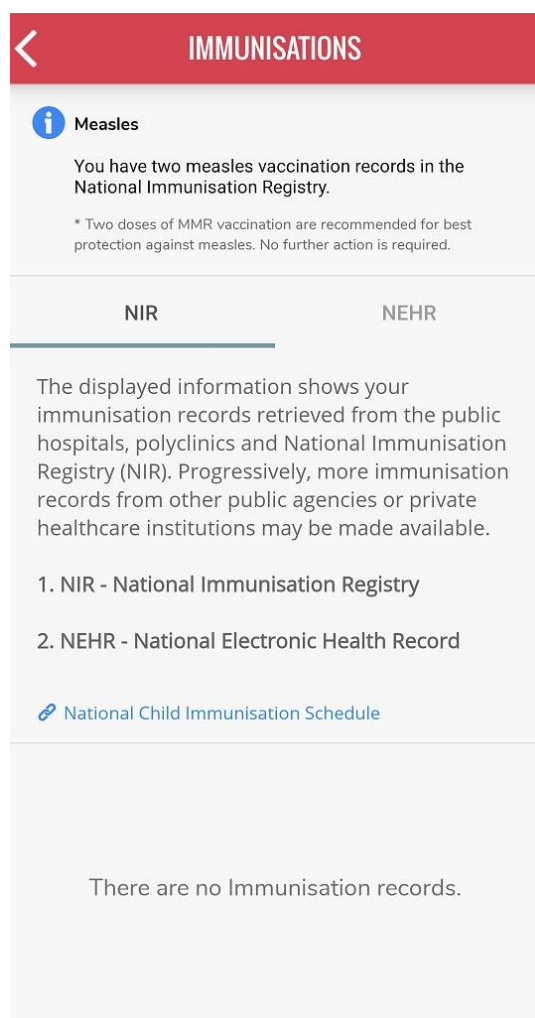 IMMUNISATIONS
Measles
You have two measles vaccination records in the
National Immunisation Registry.
* Two doses of MMR vaccination are recommended for best
protection against measles. No further action is required.
NIR
NEHR
The displayed information shows your
immunisation records retrieved from the public
hospitals, polyclinics and National Immunisation
Registry (NIR). Progressively, more immunisation
records from other public agencies or private
healthcare institutions may be made available.
1. NIR - National Immunisation Registry
2. NEHR - National Electronic Health Record
National Child Immunisation Schedule
There are no Immunisation records.